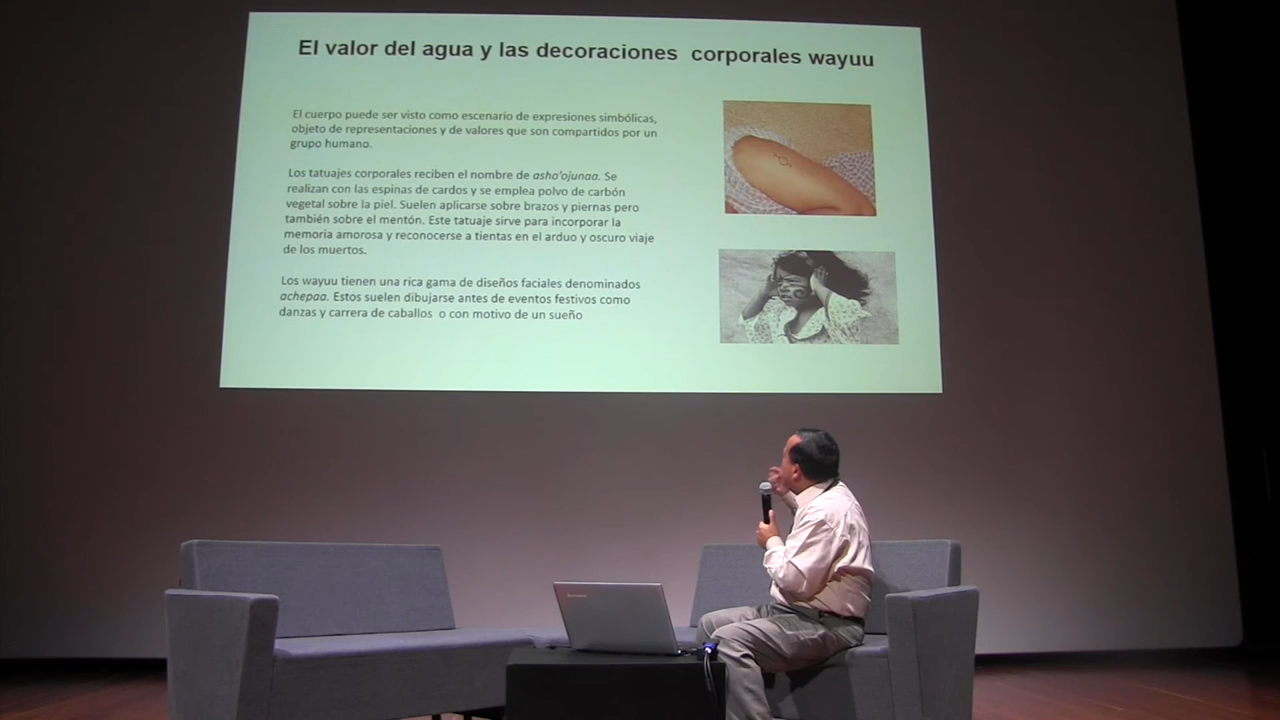 El valor del agua y las decoraciones corporales wayuu
El cuerpo puede ser visto como escenario de expresiones simbólicas,
objeto de representaciones y de valores que son compartidos por un
grupo humano.
Los tatuajes corporales reciben el nombre de asho'ojunaa. Se
realizan con las espinas de cardos y se emplea polvo de carbón
vegetal sobre la piel. Suelen aplicarse sobre brazos y piernas pero
también sobre el mentón. Este tatuaje sirve para incorporar la
memoria amorosa y reconocerse a tientas en el arduo y oscuro viaje
de los muertos.
Los wayuu tienen una rica gama de diseños faciales denominados
achepaa. Estos suelen dibujarse antes de eventos festivos como
danzas y carrera de caballos o con motivo de un sueño